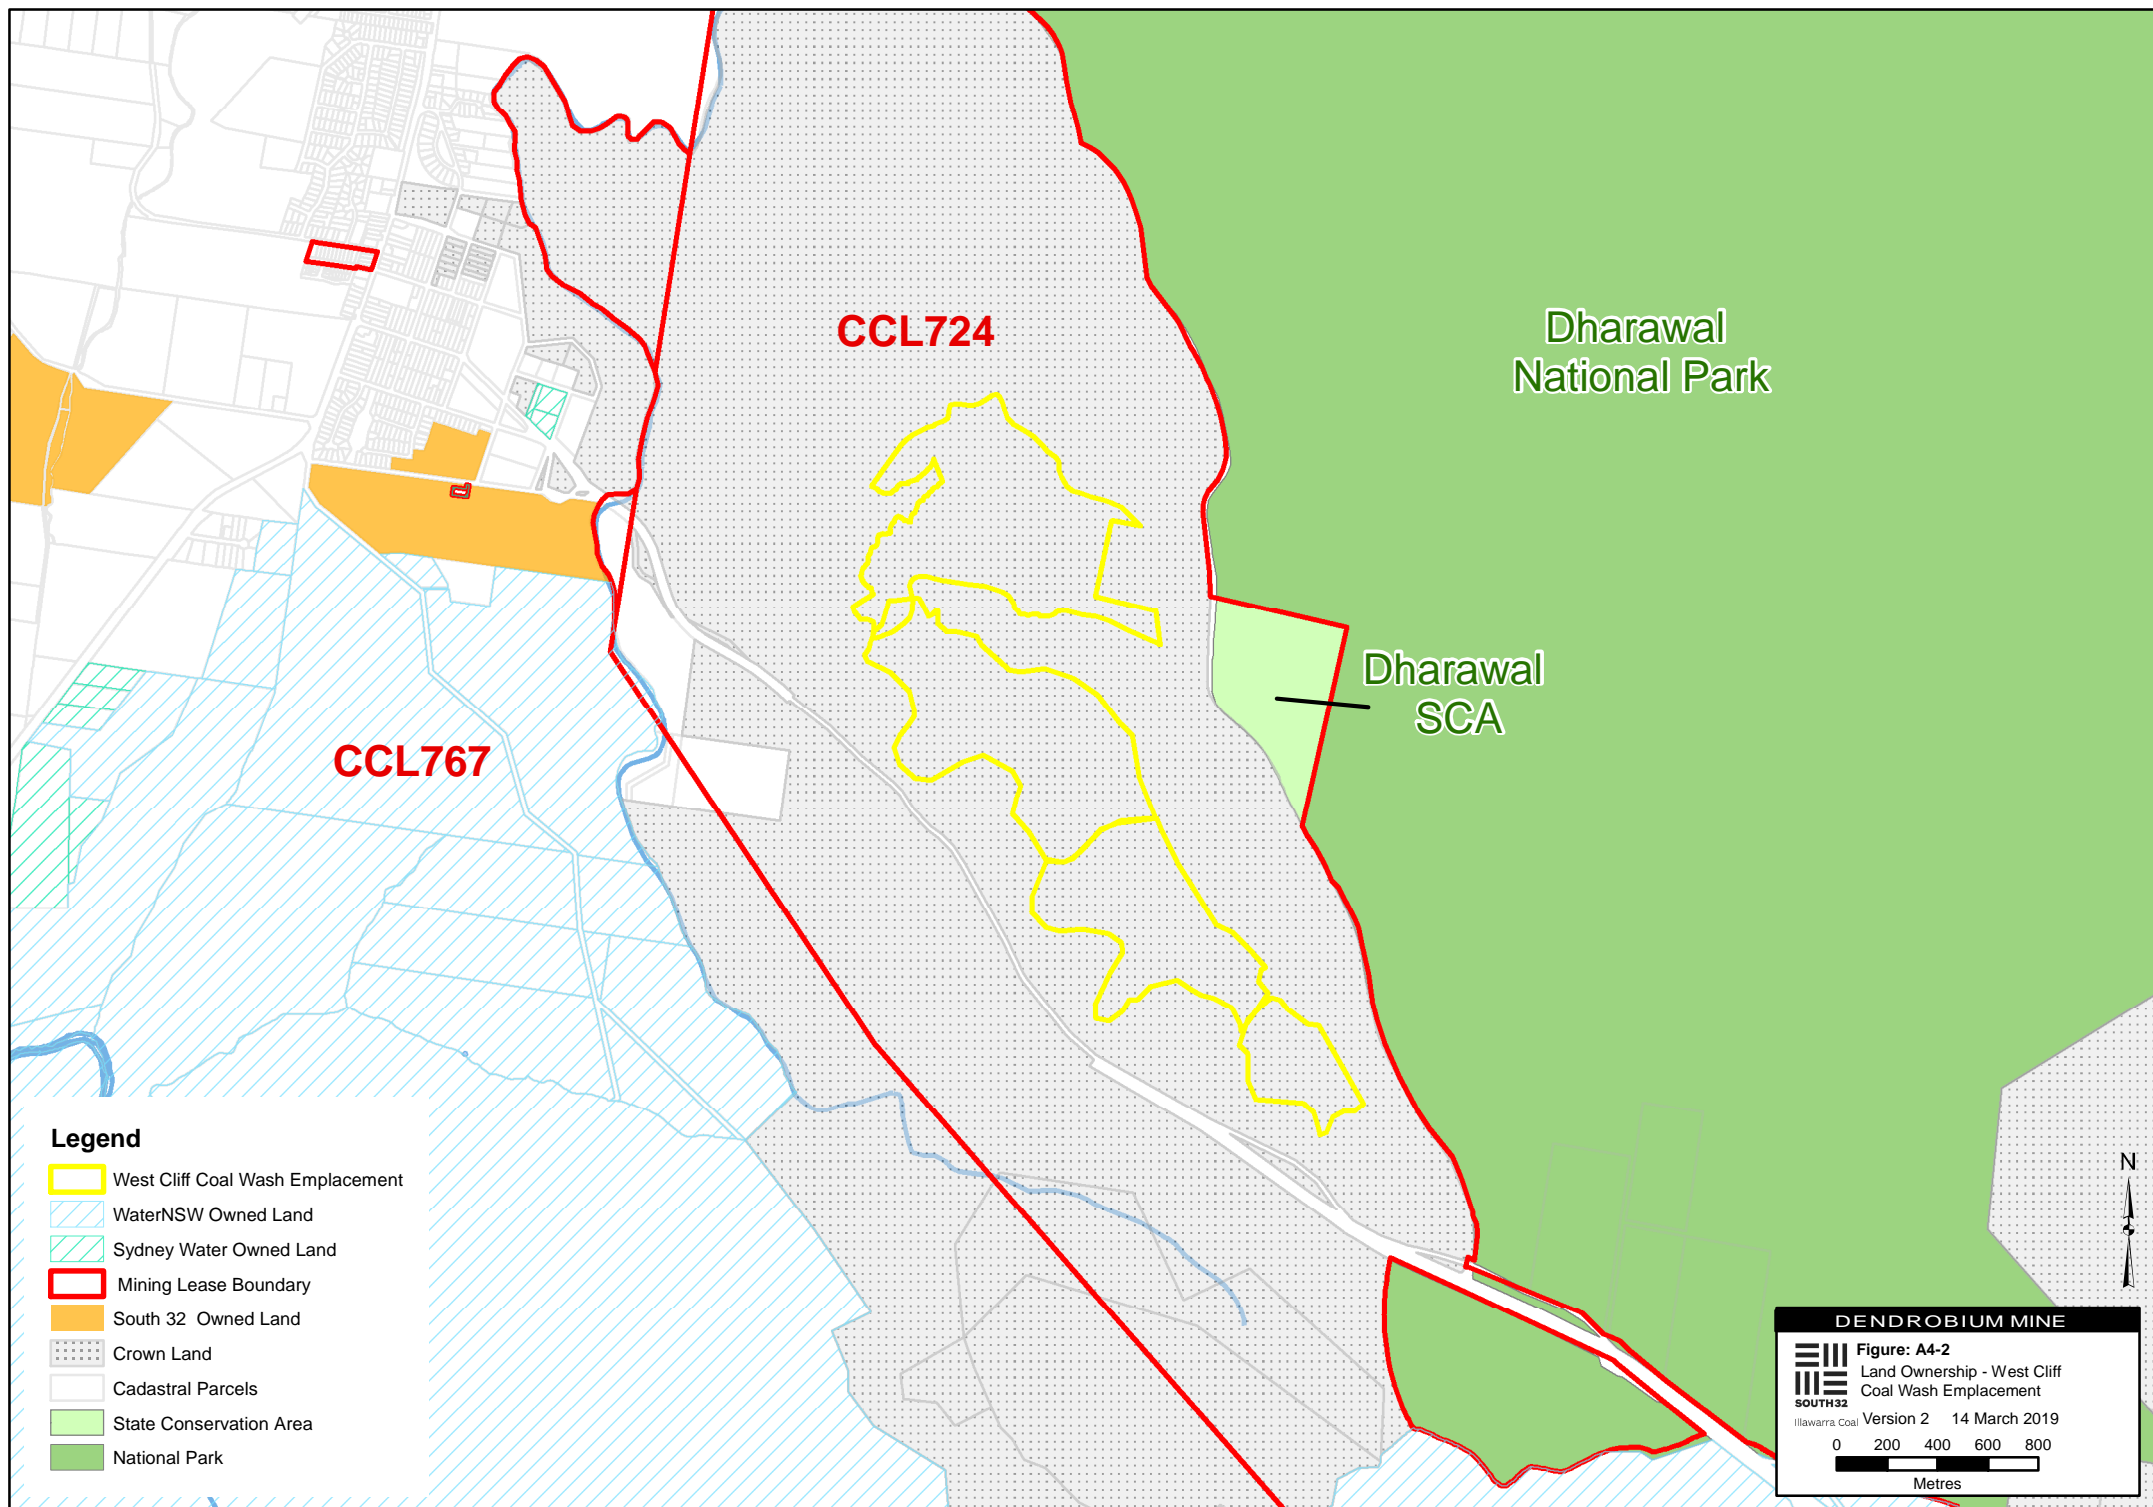 CCL724
Dharawal
National Park
Dharawal
SCA
CCL767
Legend
West Cliff Coal Wash Emplacement
WaterNSW Owned Land
Sydney Water Owned Land
Mining Lease Boundary
South 32 Owned Land
Crown Land
Cadastral Parcels
State Conservation Area
National Park
N
DENDROBIUM MINE
Figure: A4-2
Land Ownership - West Cliff
Coal Wash Emplacement
SOUTH32
Illawarra Coal
Version 2 14 March 2019
0 200 400 600 800
Metres